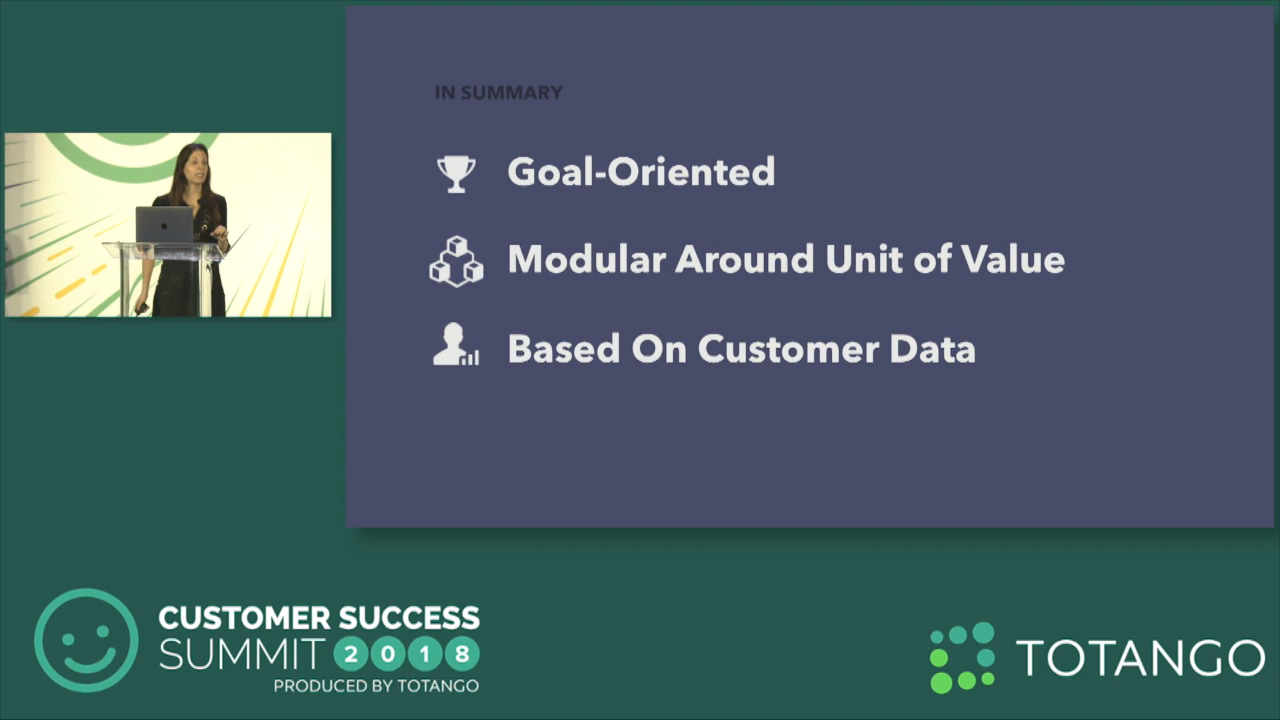 IN SUMMARY
Goal-Oriented
Modular Around Unit of Value
Based On Customer Data
CUSTOMER SUCCESS
SUMMIT 2018
PRODUCED BY TOTANGO
TOTANGO